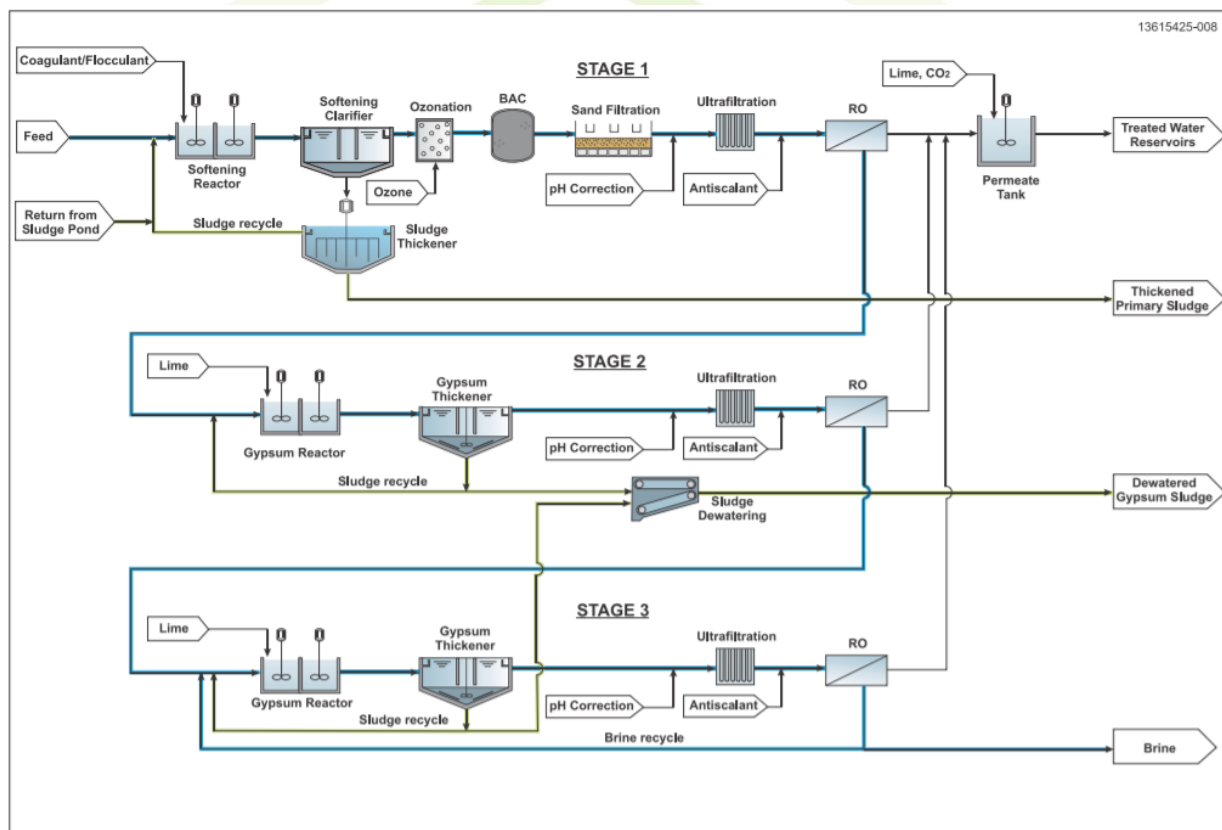 13615425-008
Coagulant/Flocculant
STAGE 1
Lime, CO₂
Feed
Softening
Clarifier
Ozonation
BAC
Sand Filtration
Ultrafiltration
RO
Treated Water
Reservoirs
Softening
Reactor
Ozone
pH Correction
Antiscalant
Permeate
Tank
Return from
Sludge Pond
Sludge recycle
Sludge
Thickener
Thickened
Primary Sludge
STAGE 2
Lime
Gypsum
Thickener
Ultrafiltration
RO
Gypsum Reactor
pH Correction
Antiscalant
Sludge recycle
Sludge
Dewatering
Dewatered
Gypsum Sludge
STAGE 3
Lime
Gypsum
Thickener
Ultrafiltration
RO
Gypsum Reactor
pH Correction
Antiscalant
Sludge recycle
Brine recycle
Brine